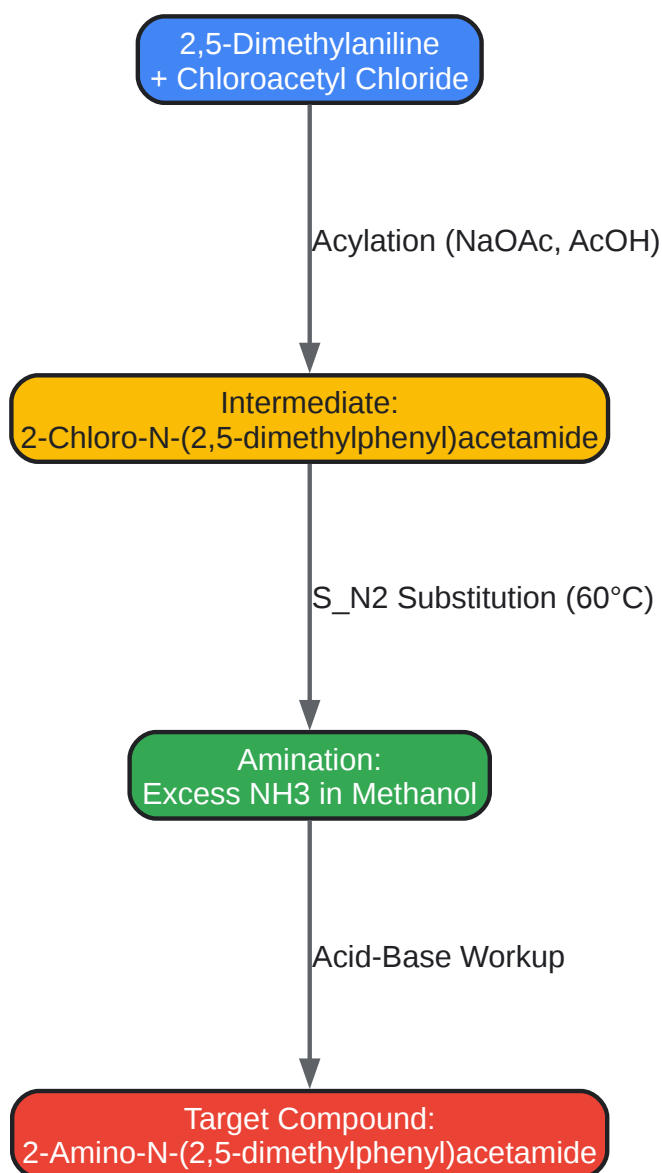 2,5-Dimethylaniline
+ Chloroacetyl Chloride
Acylation (NaOAc, AcOH)
Intermediate:
2-Chloro-N-(2,5-dimethylphenyl)acetamide
S_N2 Substitution (60°C)
Amination:
Excess NH3 in Methanol
Acid-Base Workup
Target Compound:
2-Amino-N-(2,5-dimethylphenyl)acetamide